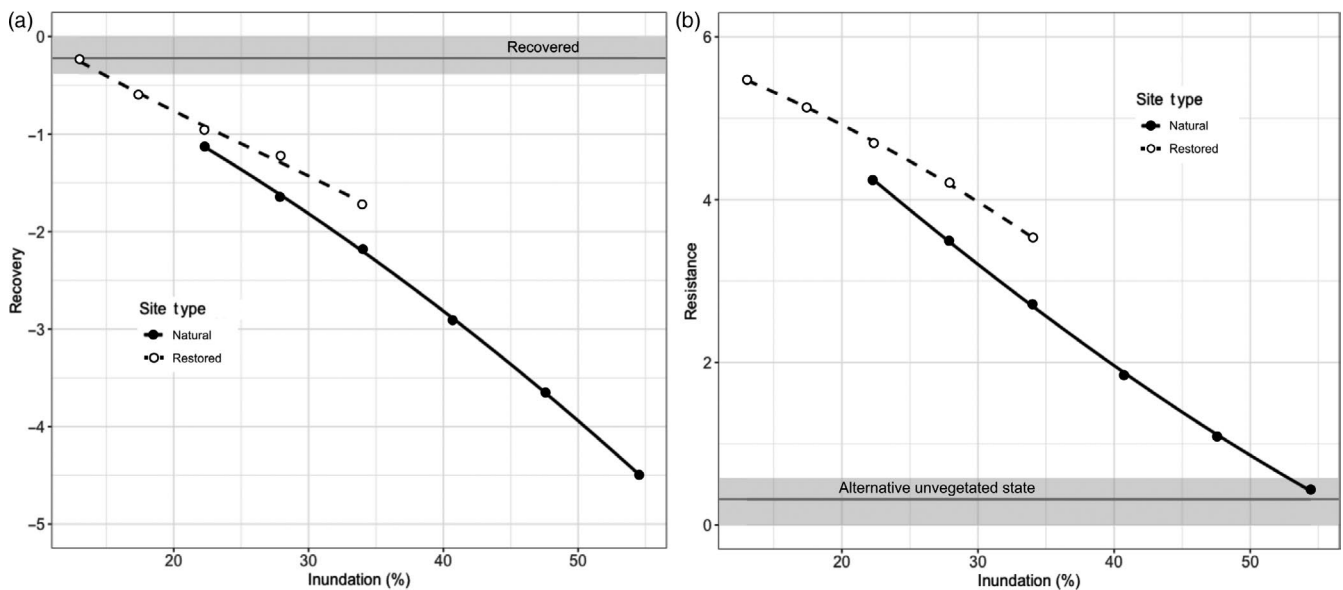 (a)
0
Recovered
−1
−2
Recovery
Site type
Natural
−3
Restored
−4
−5
20
30
40
50
Inundation (%)
(b)
6
Site type
Natural
Restored
4
Resistance
2
Alternative unvegetated state
0
20
30
40
50
Inundation (%)